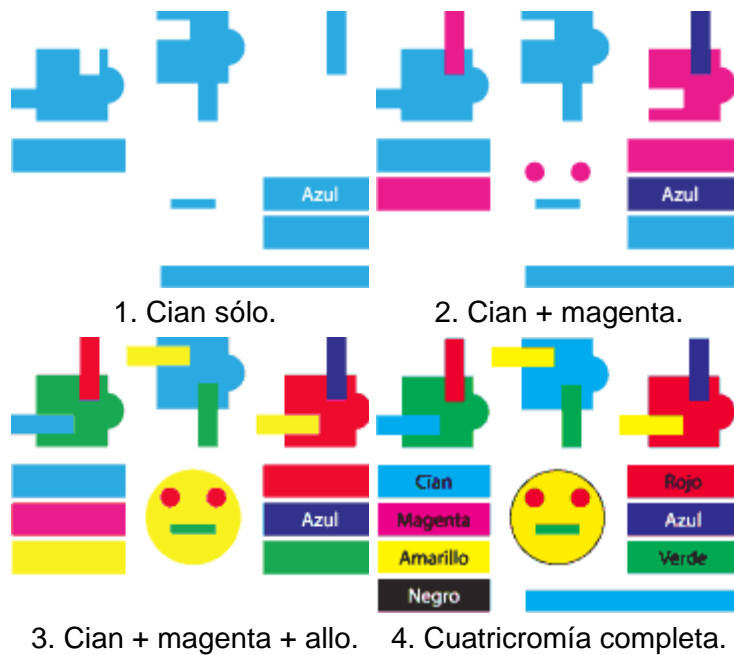 Azul
Azul
1. Cian sólo.
2. Cian + magenta.
Azul
Cían
Magenta
Amarillo
Negro
Rojo
Azul
Verde
3. Cian + magenta + allo.
4. Cuatricromía completa.